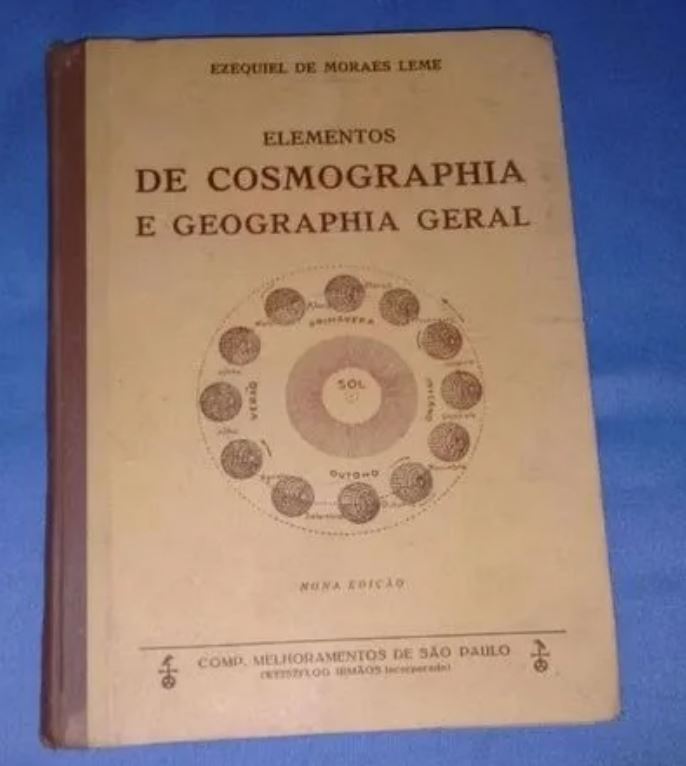 EZEQUIEL DE MORAES LEME
ELEMENTOS
DE COSMOGRAPHIA
E GEOGRAPHIA GERAL
PRIMAVERA
VERÃO
SOL
INVERNO
OUTONO
NONA EDIÇÃO
COMP. MELHORAMENTOS DE SÃO PAULO
(WEISZFLOG IRMÃOS incorporada)